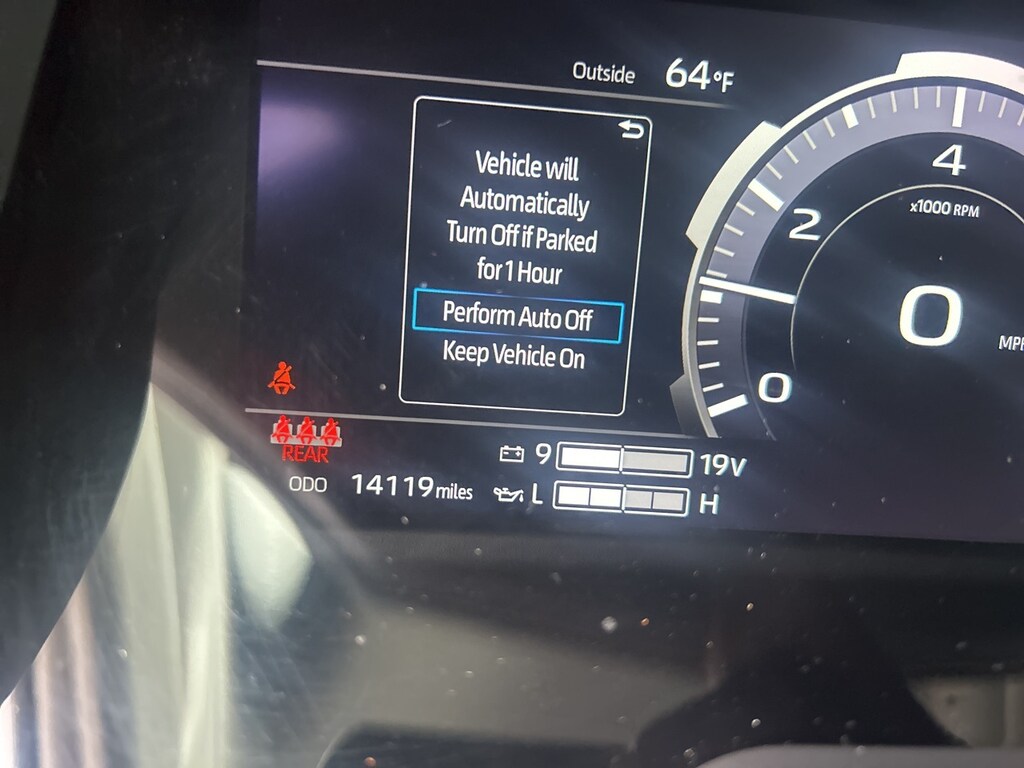 Outside 64°F
Vehicle will
Automatically
Turn Off if Parked
for 1 Hour
Perform Auto Off
Keep Vehicle On
4
x1000 RPM
2
0
MPH
0
REAR
9 19V
ODO 14119 miles
L H